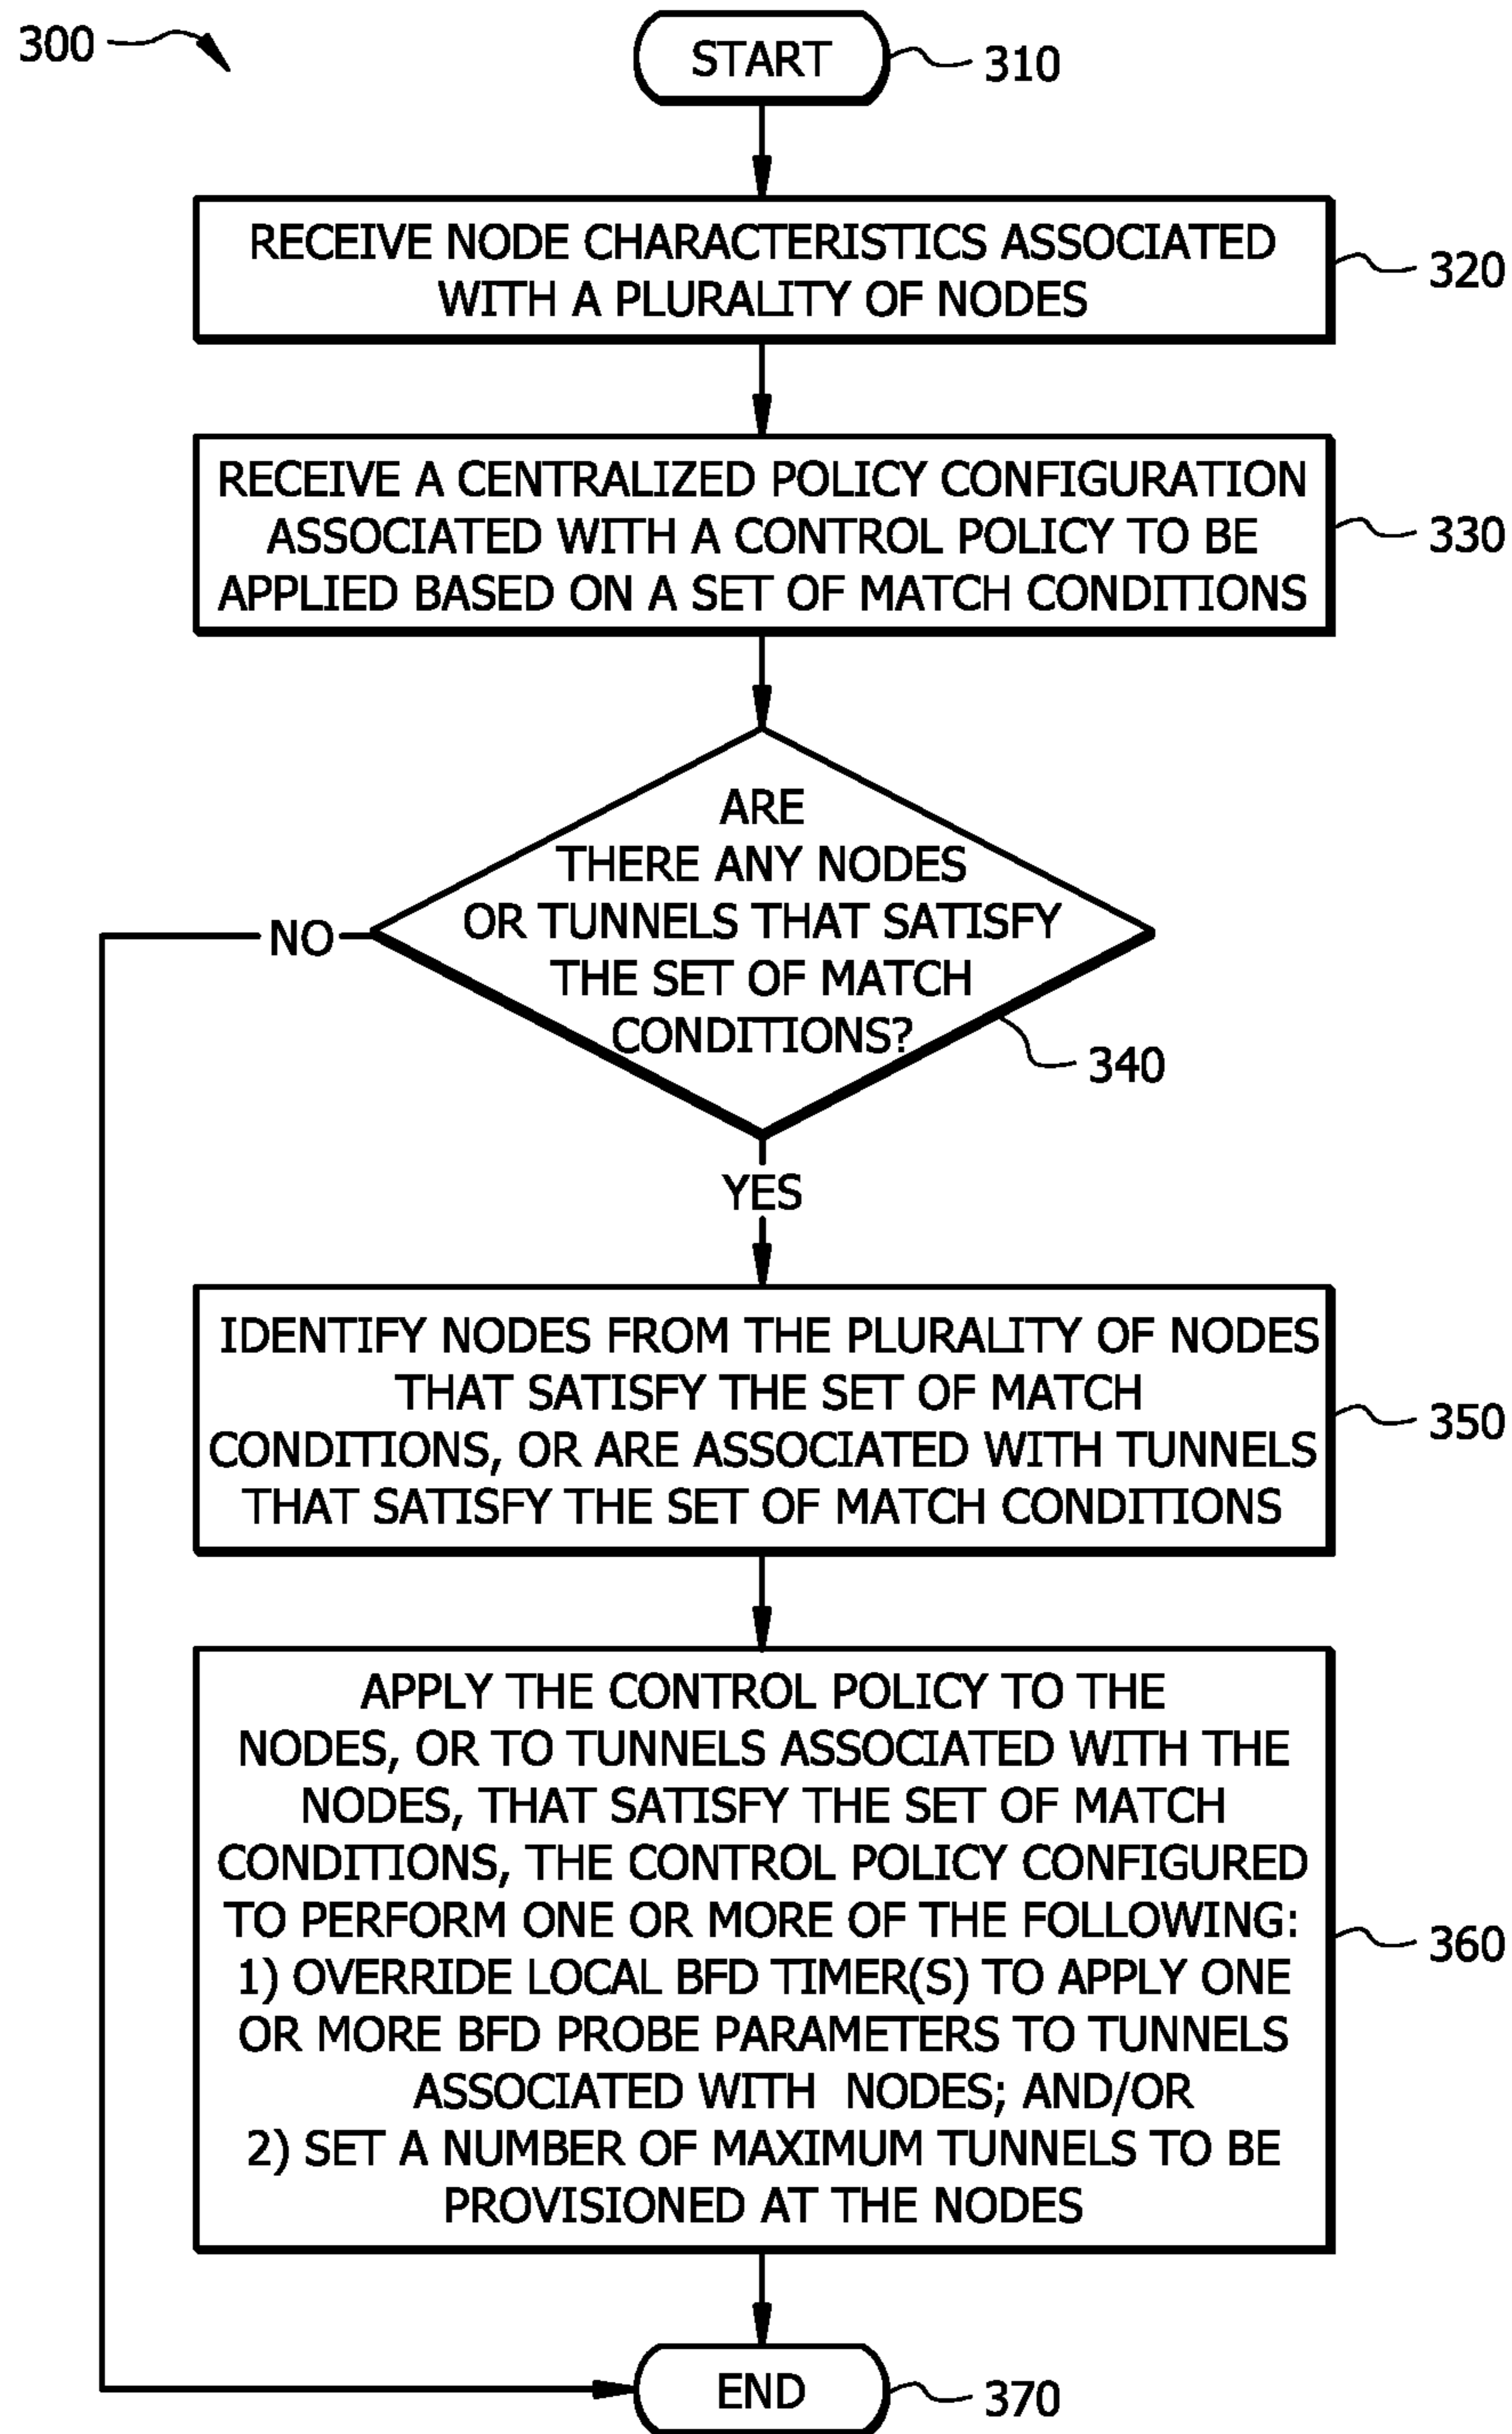 300
START
310
RECEIVE NODE CHARACTERISTICS ASSOCIATED
WITH A PLURALITY OF NODES
320
RECEIVE A CENTRALIZED POLICY CONFIGURATION
ASSOCIATED WITH A CONTROL POLICY TO BE
APPLIED BASED ON A SET OF MATCH CONDITIONS
330
ARE
THERE ANY NODES
OR TUNNELS THAT SATISFY
THE SET OF MATCH
CONDITIONS?
NO
340
YES
IDENTIFY NODES FROM THE PLURALITY OF NODES
THAT SATISFY THE SET OF MATCH
CONDITIONS, OR ARE ASSOCIATED WITH TUNNELS
THAT SATISFY THE SET OF MATCH CONDITIONS
350
APPLY THE CONTROL POLICY TO THE
NODES, OR TO TUNNELS ASSOCIATED WITH THE
NODES, THAT SATISFY THE SET OF MATCH
CONDITIONS, THE CONTROL POLICY CONFIGURED
TO PERFORM ONE OR MORE OF THE FOLLOWING:
1) OVERRIDE LOCAL BFD TIMER(S) TO APPLY ONE
OR MORE BFD PROBE PARAMETERS TO TUNNELS
ASSOCIATED WITH NODES; AND/OR
2) SET A NUMBER OF MAXIMUM TUNNELS TO BE
PROVISIONED AT THE NODES
360
END
370